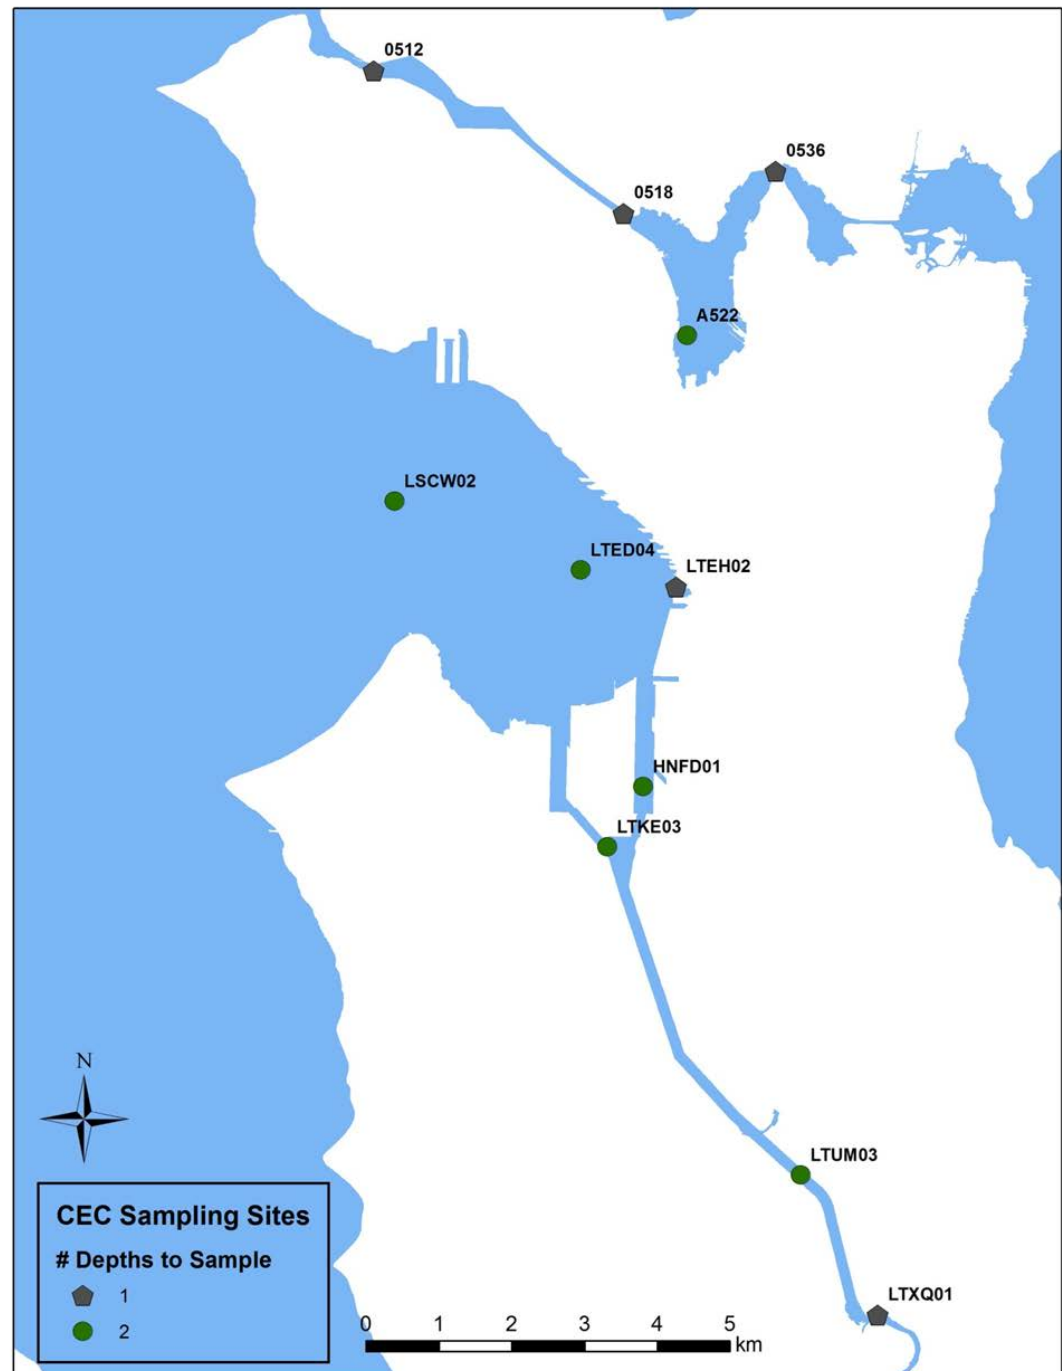 0512
0536
0518
A522
LSCW02
LTED04
LTEH02
HNFD01
LTKE03
N
LTUM03
CEC Sampling Sites
# Depths to Sample
1
2
LTXQ01
0 1 2 3 4 5
km